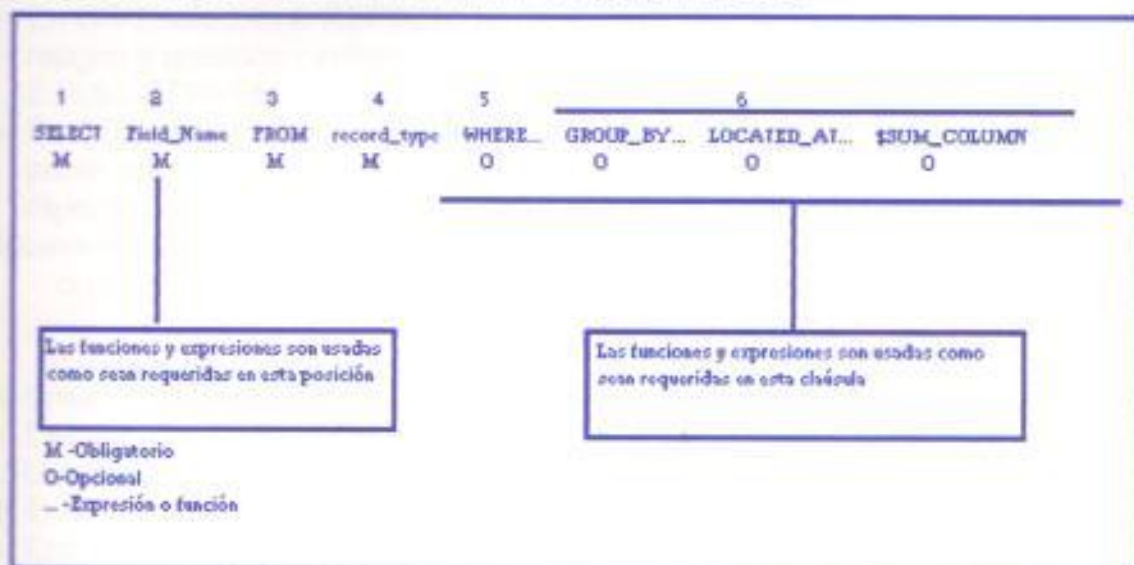 1 2 3 4 5 6
SELECT Field_Name FROM record_type WHERE... GROUP_BY... LOCATED_AT... $SUM_COLUMN
M M M M O O O O
Las funciones y expresiones son usadas
como sean requeridas en esta posición
Las funciones y expresiones son usadas como
sean requeridas en esta claúsula
M -Obligatorio
O-Opcional
... -Expresión o función